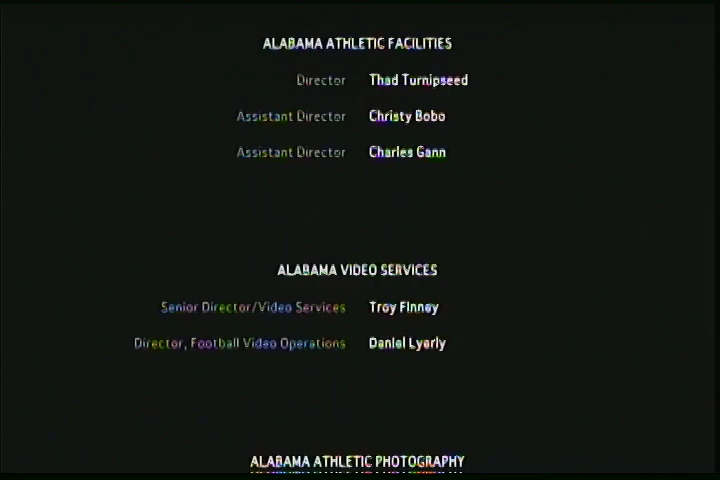 ALABAMA ATHLETIC FACILITIES
Director Thad Turnipseed
Assistant Director Christy Bobo
Assistant Director Charles Gann
ALABAMA VIDEO SERVICES
Senior Director/Video Services Troy Finney
Director, Football Video Operations Daniel Lyerly
ALABAMA ATHLETIC PHOTOGRAPHY